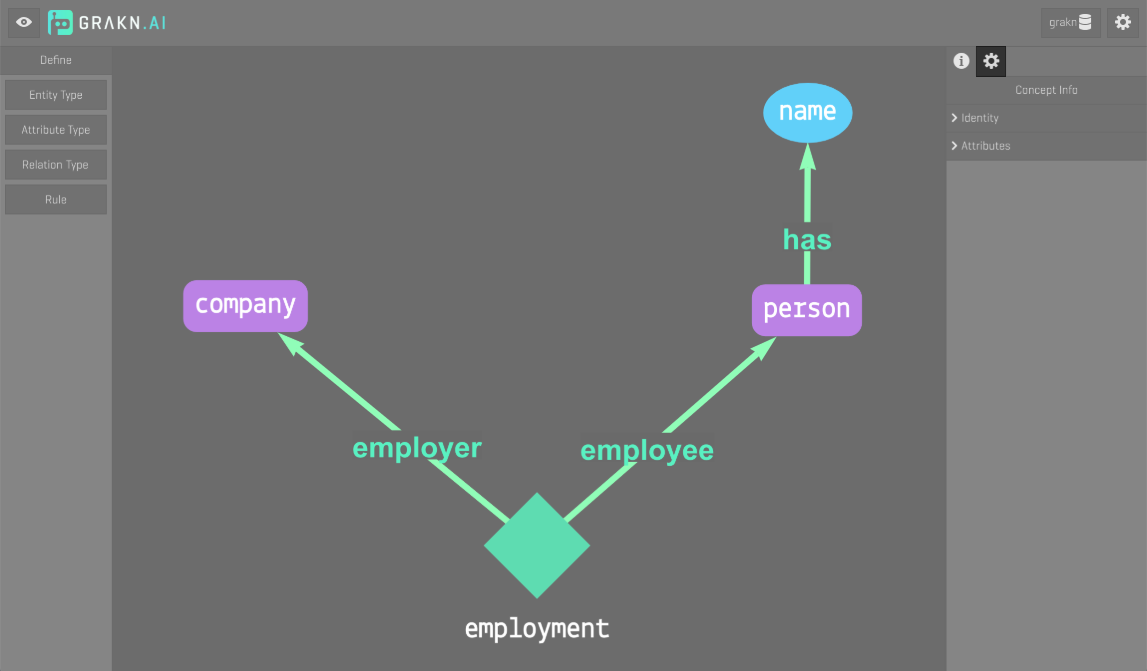 GRAKN.AI
grakn
Define
Entity Type
Attribute Type
Relation Type
Rule
name
has
company
person
employer
employee
employment
Concept Info
Identity
Attributes